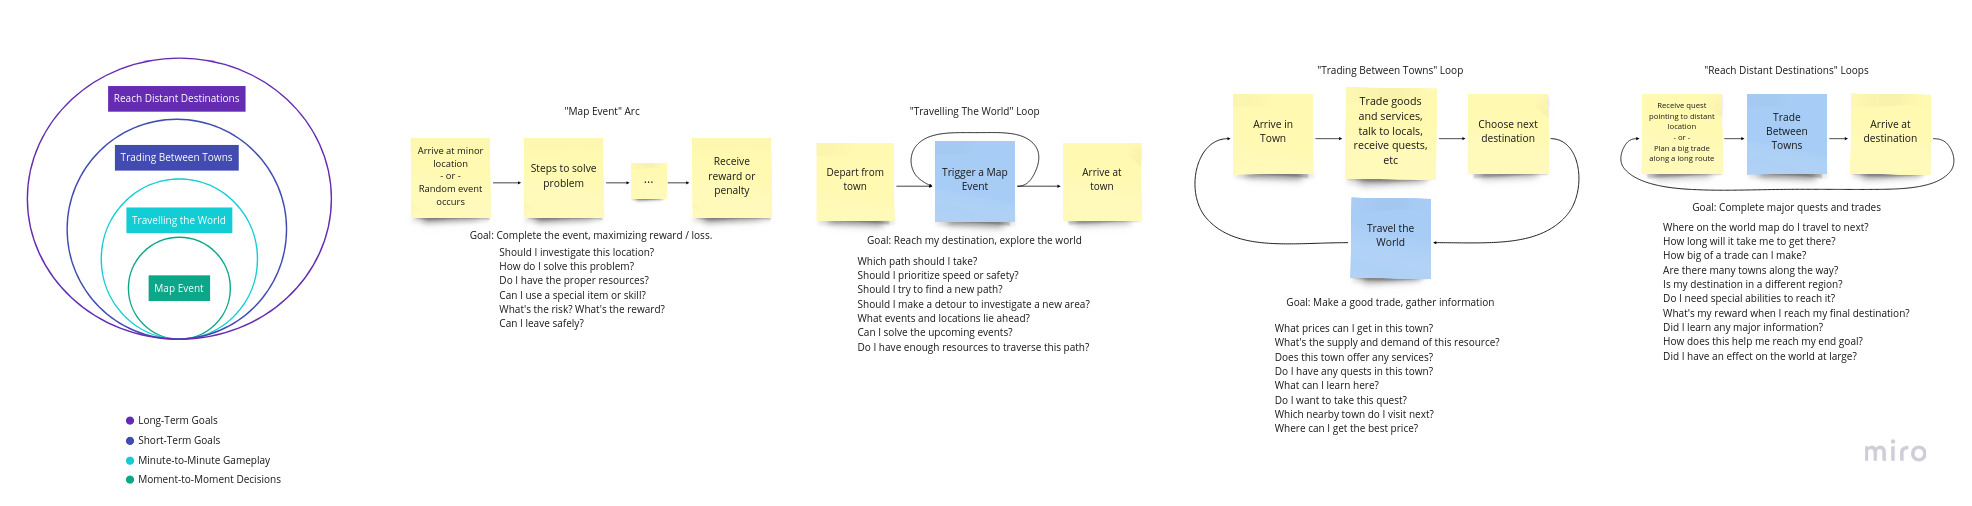 Reach Distant Destinations
Trading Between Towns
Travelling the World
Map Event
Long-Term Goals
Short-Term Goals
Minute-to-Minute Gameplay
Moment-to-Moment Decisions
"Map Event" Arc
Arrive at minor
location
- or -
Random event
occurs
Steps to solve
problem
...
Receive
reward or
penalty
Goal: Complete the event, maximizing reward / loss.
Should I investigate this location?
How do I solve this problem?
Do I have the proper resources?
Can I use a special item or skill?
What's the risk? What's the reward?
Can I leave safely?
"Travelling The World" Loop
Depart from
town
Trigger a Map
Event
Arrive at
town
Goal: Reach my destination, explore the world
Which path should I take?
Should I prioritize speed or safety?
Should I try to find a new path?
Should I make a detour to investigate a new area?
What events and locations lie ahead?
Can I solve the upcoming events?
Do I have enough resources to traverse this path?
"Trading Between Towns" Loop
Arrive in
Town
Trade goods
and services,
talk to locals,
receive quests,
etc
Choose next
destination
Travel the
World
Goal: Make a good trade, gather information
What prices can I get in this town?
What's the supply and demand of this resource?
Does this town offer any services?
Do I have any quests in this town?
What can I learn here?
Do I want to take this quest?
Which nearby town do I visit next?
Where can I get the best price?
"Reach Distant Destinations" Loops
Receive quest
pointing to distant
location
- or -
Plan a big trade
along a long route
Trade
Between
Towns
Arrive at
destination
Goal: Complete major quests and trades
Where on the world map do I travel to next?
How long will it take me to get there?
How big of a trade can I make?
Are there many towns along the way?
Is my destination in a different region?
Do I need special abilities to reach it?
What's my reward when I reach my final destination?
Did I learn any major information?
How does this help me reach my end goal?
Did I have an effect on the world at large?
miro